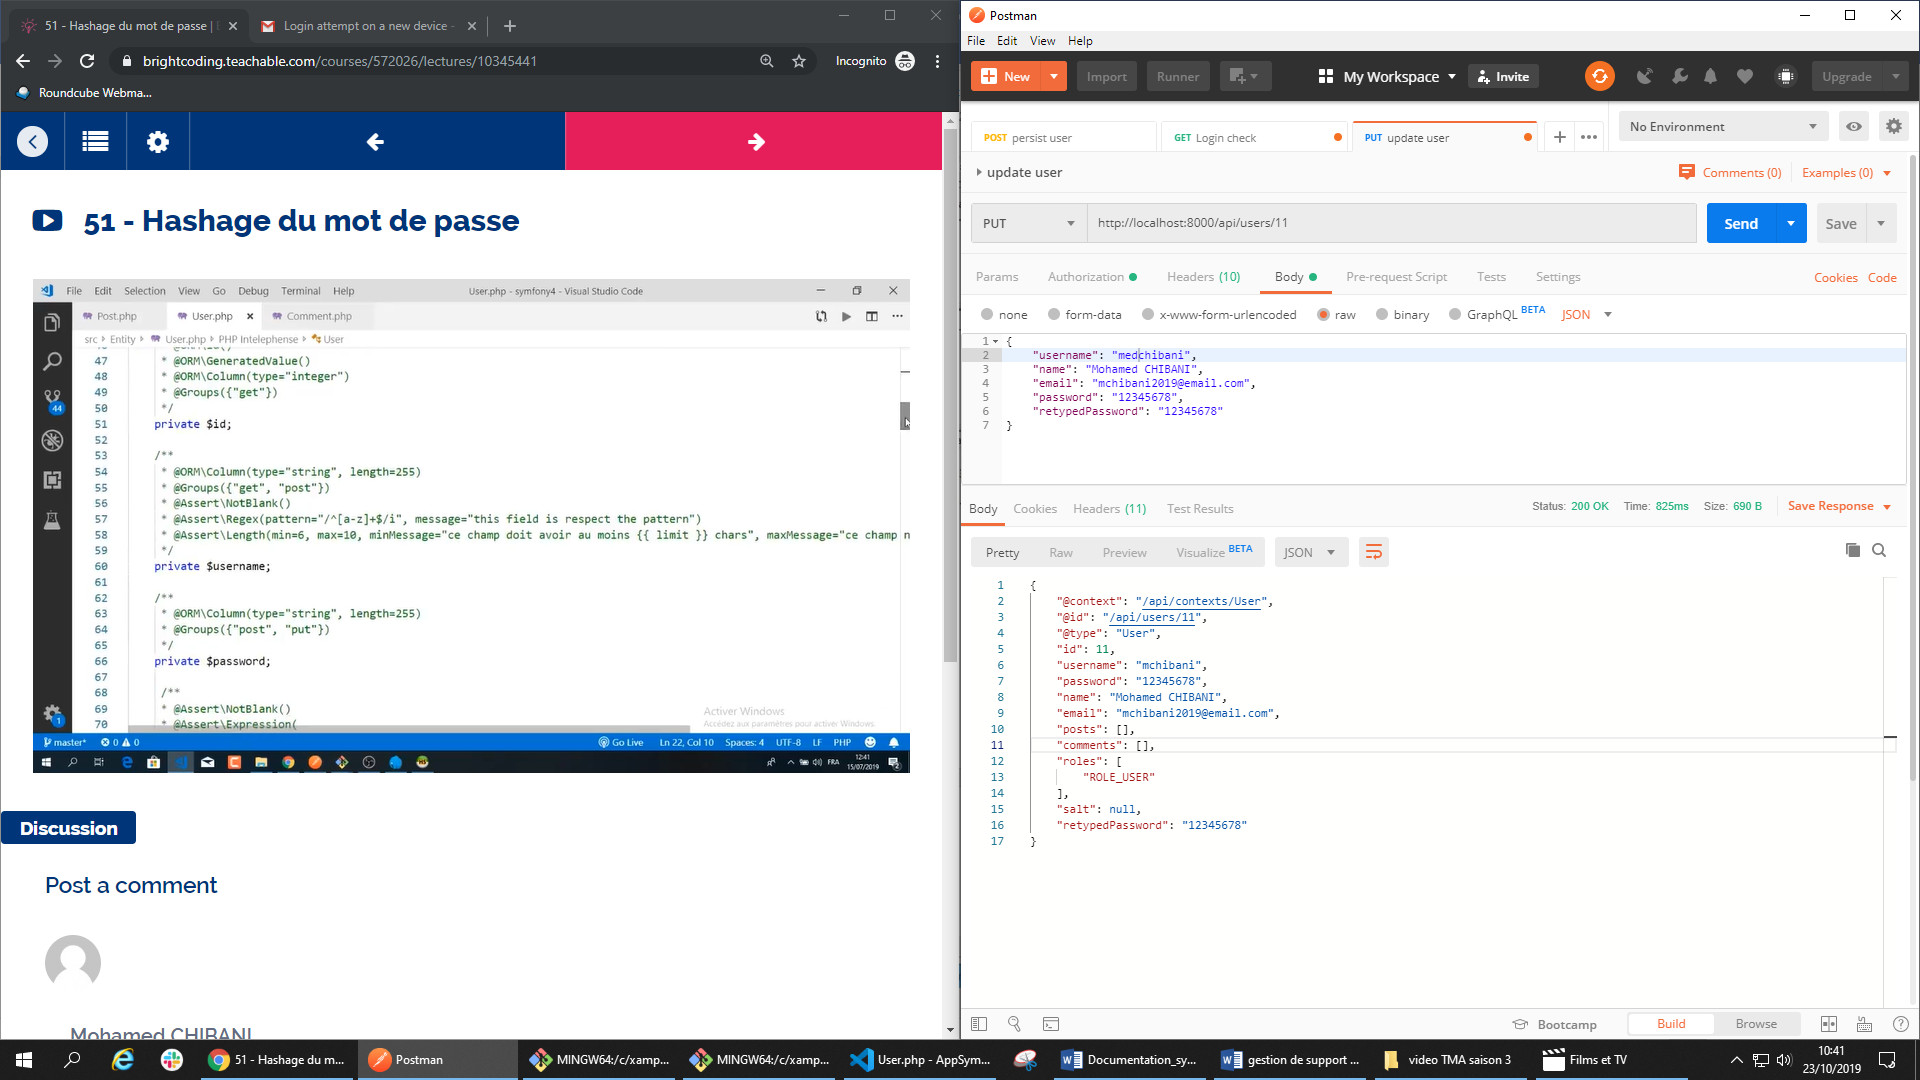 51 - Hashage du mot de passe |
Login attempt on a new device -
brightcoding.teachable.com/courses/572026/lectures/10345441
Incognito
Roundcube Webma...
51 - Hashage du mot de passe
File Edit Selection View Go Debug Terminal Help
User.php - symfony4 - Visual Studio Code
Post.php User.php Comment.php
src > Entity > User.php > PHP Intelephense > User
47 * @ORM\GeneratedValue()
48 * @ORM\Column(type="integer")
49 * @Groups({"get"})
50 */
51 private $id;
52
53 /**
54 * @ORM\Column(type="string", length=255)
55 * @Groups({"get", "post"})
56 * @Assert\NotBlank()
57 * @Assert\Regex(pattern="/^[a-z]+$/i", message="this field is respect the pattern")
58 * @Assert\Length(min=6, max=10, minMessage="ce champ doit avoir au moins {{ limit }} chars", maxMessage="ce champ n
59 */
60 private $username;
61
62 /**
63 * @ORM\Column(type="string", length=255)
64 * @Groups({"post", "put"})
65 */
66 private $password;
67
68 /**
69 * @Assert\NotBlank()
70 * @Assert\Expression(
Activer Windows
Accédez aux paramètres pour activer Windows.
44
1
master* 0 0
Go Live Ln 22, Col 10 Spaces: 4 UTF-8 LF PHP
FRA 12:41 15/07/2019
Discussion
Post a comment
Mohamed CHIBANI
Postman
File Edit View Help
New Import Runner My Workspace Invite Upgrade
POST persist user GET Login check PUT update user
No Environment
update user
Comments (0) Examples (0)
PUT http://localhost:8000/api/users/11 Send Save
Params Authorization Headers (10) Body Pre-request Script Tests Settings Cookies Code
none form-data x-www-form-urlencoded raw binary GraphQL BETA JSON
1 {
2 "username": "medchibani",
3 "name": "Mohamed CHIBANI",
4 "email": "mchibani2019@email.com",
5 "password": "12345678",
6 "retypedPassword": "12345678"
7 }
Body Cookies Headers (11) Test Results Status: 200 OK Time: 825ms Size: 690 B Save Response
Pretty Raw Preview Visualize BETA JSON
1 {
2 "@context": "/api/contexts/User",
3 "@id": "/api/users/11",
4 "@type": "User",
5 "id": 11,
6 "username": "mchibani",
7 "password": "12345678",
8 "name": "Mohamed CHIBANI",
9 "email": "mchibani2019@email.com",
10 "posts": [],
11 "comments": [],
12 "roles": [
13 "ROLE_USER"
14 ],
15 "salt": null,
16 "retypedPassword": "12345678"
17 }
Bootcamp Build Browse
51 - Hashage du m... Postman MINGW64:/c/xamp... MINGW64:/c/xamp... User.php - AppSym... Documentation_sy... gestion de support ... video TMA saison 3 Films et TV
10:41
23/10/2019